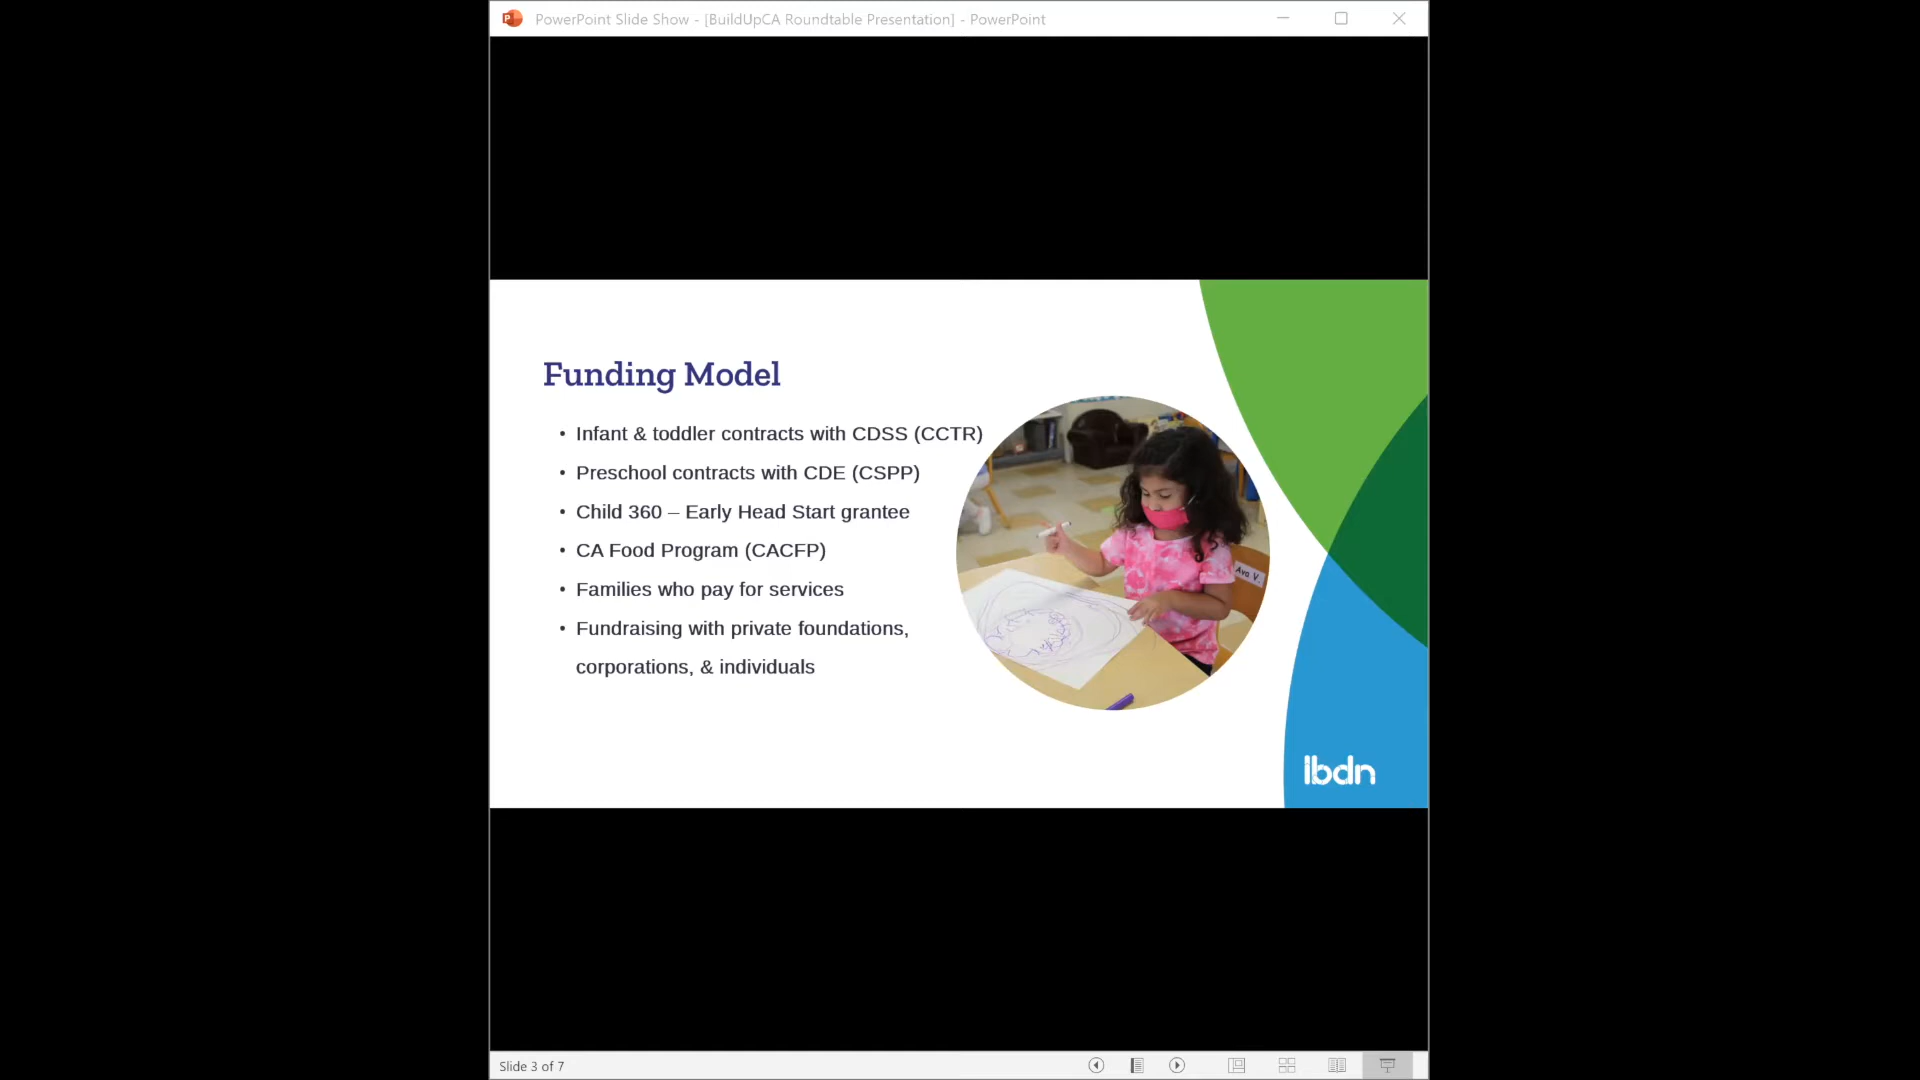 PowerPoint Slide Show - [BuildUpCA Roundtable Presentation] - PowerPoint
Funding Model
• Infant & toddler contracts with CDSS (CCTR)
• Preschool contracts with CDE (CSPP)
• Child 360 – Early Head Start grantee
• CA Food Program (CACFP)
• Families who pay for services
• Fundraising with private foundations,
corporations, & individuals
Ava V.
lbdn
Slide 3 of 7